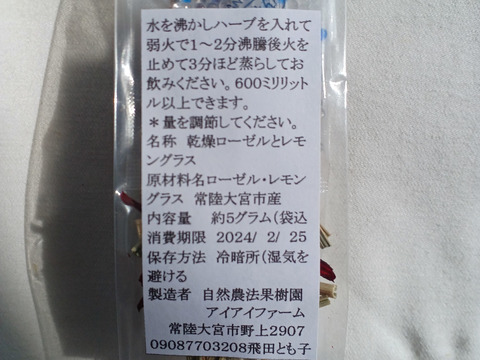 水を沸かしハーブを入れて
弱火で1～2分沸騰後火を
止めて3分ほど蒸らしてお
飲みください。600ミリリット
ル以上できます。
＊量を調節してください。
名称 乾燥ローゼルとレモ
ングラス
原材料名ローゼル・レモン
グラス 常陸大宮市産
内容量 約5グラム(袋込
消費期限 2024/ 2/ 25
保存方法 冷暗所(湿気を
避ける
製造者 自然農法果樹園
アイアイファーム
常陸大宮市野上2907
09087703208飛田とも子